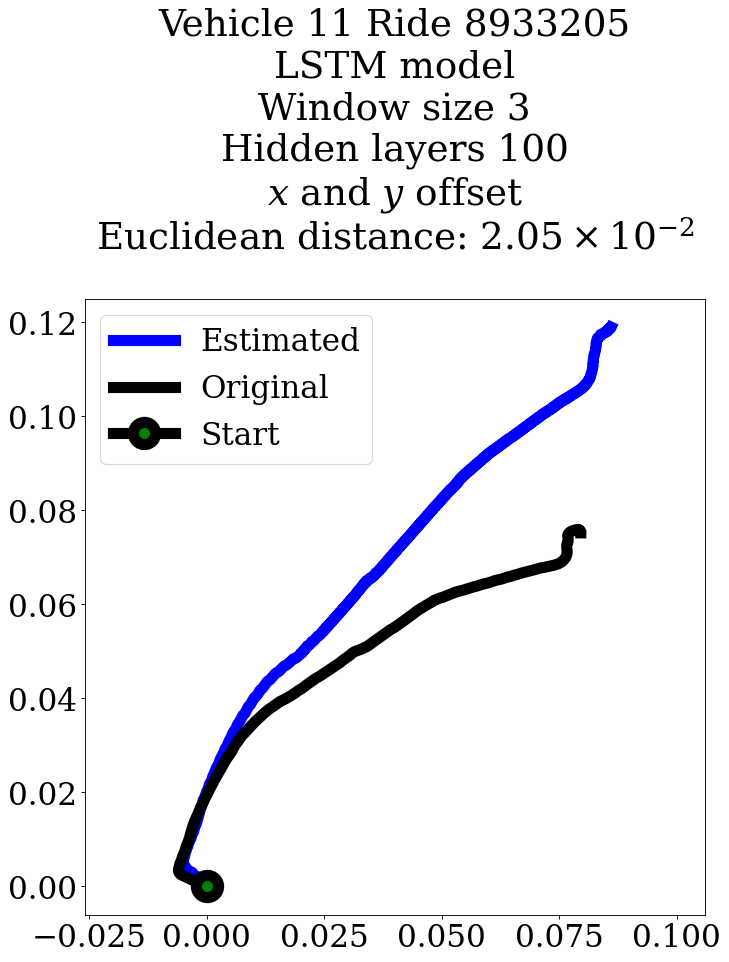 Vehicle 11 Ride 8933205
LSTM model
Window size 3
Hidden layers 100
x and y offset
Euclidean distance: 2.05 × 10⁻²
Estimated
Original
Start
0.12
0.10
0.08
0.06
0.04
0.02
0.00
−0.025 0.000 0.025 0.050 0.075 0.100